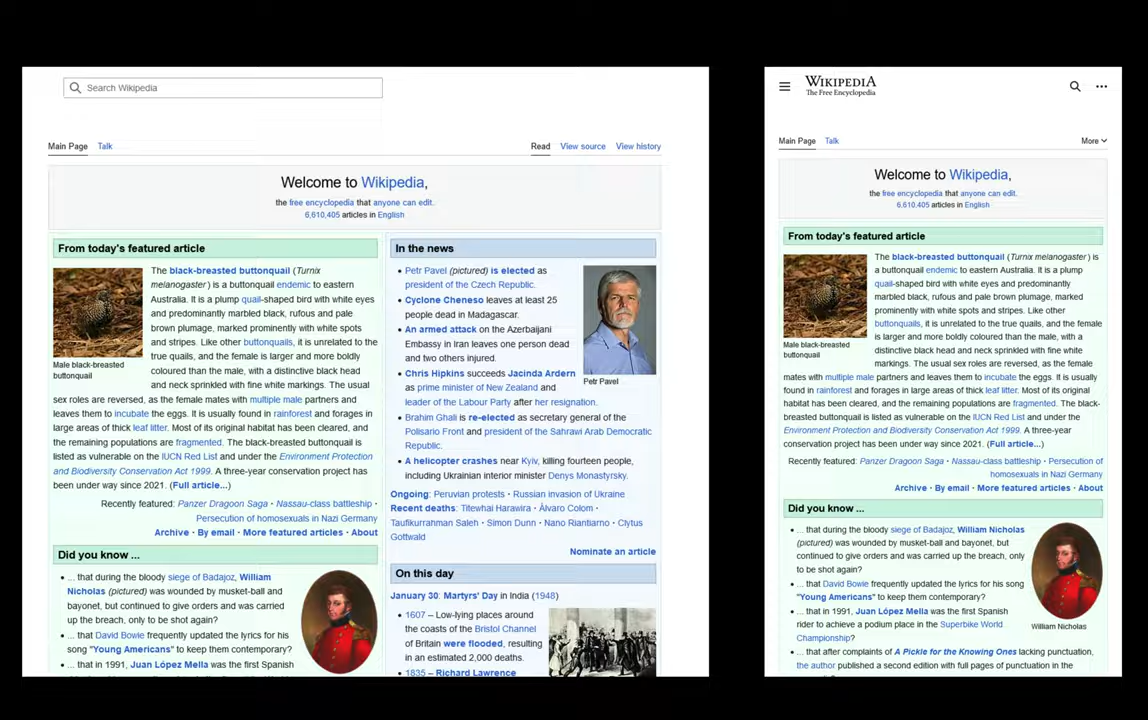 Search Wikipedia
Main Page
Talk
Read
View source
View history
Welcome to Wikipedia,
the free encyclopedia that anyone can edit.
6,610,405 articles in English
From today's featured article
The black-breasted buttonquail (Turnix
melanogaster) is a buttonquail endemic to eastern
Australia. It is a plump quail-shaped bird with white eyes
and predominantly marbled black, rufous and pale
brown plumage, marked prominently with white spots
and stripes. Like other buttonquails, it is unrelated to the
true quails, and the female is larger and more boldly
coloured than the male, with a distinctive black head
and neck sprinkled with fine white markings. The usual
Male black-breasted
buttonquail
sex roles are reversed, as the female mates with multiple male partners and
leaves them to incubate the eggs. It is usually found in rainforest and forages in
large areas of thick leaf litter. Most of its original habitat has been cleared, and
the remaining populations are fragmented. The black-breasted buttonquail is
listed as vulnerable on the IUCN Red List and under the Environment Protection
and Biodiversity Conservation Act 1999. A three-year conservation project has
been under way since 2021. (Full article...)
Recently featured: Panzer Dragoon Saga · Nassau-class battleship ·
Persecution of homosexuals in Nazi Germany
Archive · By email · More featured articles · About
Did you know ...
... that during the bloody siege of Badajoz, William
Nicholas (pictured) was wounded by musket-ball and
bayonet, but continued to give orders and was carried
up the breach, only to be shot again?
... that David Bowie frequently updated the lyrics for his
song "Young Americans" to keep them contemporary?
... that in 1991, Juan López Mella was the first Spanish
In the news
Petr Pavel (pictured) is elected as
president of the Czech Republic.
Cyclone Cheneso leaves at least 25
people dead in Madagascar.
An armed attack on the Azerbaijani
Embassy in Iran leaves one person dead
and two others injured.
Chris Hipkins succeeds Jacinda Ardern
as prime minister of New Zealand and
leader of the Labour Party after her resignation.
Petr Pavel
Brahim Ghali is re-elected as secretary general of the
Polisario Front and president of the Sahrawi Arab Democratic
Republic.
A helicopter crashes near Kyiv, killing fourteen people,
including Ukrainian interior minister Denys Monastyrsky.
Ongoing: Peruvian protests · Russian invasion of Ukraine
Recent deaths: Titewhai Harawira · Álvaro Colom ·
Taufikurrahman Saleh · Simon Dunn · Nano Riantiarno · Clytus
Gottwald
Nominate an article
On this day
January 30: Martyrs' Day in India (1948)
1607 – Low-lying places around
the coasts of the Bristol Channel
of Britain were flooded, resulting
in an estimated 2,000 deaths.
1835 – Richard Lawrence
WIKIPEDIA
The Free Encyclopedia
Main Page
Talk
More
Welcome to Wikipedia,
the free encyclopedia that anyone can edit.
6,610,405 articles in English
From today's featured article
The black-breasted buttonquail (Turnix melanogaster) is
a buttonquail endemic to eastern Australia. It is a plump
quail-shaped bird with white eyes and predominantly
marbled black, rufous and pale brown plumage, marked
prominently with white spots and stripes. Like other
buttonquails, it is unrelated to the true quails, and the female
is larger and more boldly coloured than the male, with a
distinctive black head and neck sprinkled with fine white
markings. The usual sex roles are reversed, as the female
Male black-breasted
buttonquail
mates with multiple male partners and leaves them to incubate the eggs. It is usually
found in rainforest and forages in large areas of thick leaf litter. Most of its original
habitat has been cleared, and the remaining populations are fragmented. The black-
breasted buttonquail is listed as vulnerable on the IUCN Red List and under the
Environment Protection and Biodiversity Conservation Act 1999. A three-year
conservation project has been under way since 2021. (Full article...)
Recently featured: Panzer Dragoon Saga · Nassau-class battleship · Persecution of
homosexuals in Nazi Germany
Archive · By email · More featured articles · About
Did you know ...
... that during the bloody siege of Badajoz, William Nicholas
(pictured) was wounded by musket-ball and bayonet, but
continued to give orders and was carried up the breach, only
to be shot again?
... that David Bowie frequently updated the lyrics for his song
"Young Americans" to keep them contemporary?
... that in 1991, Juan López Mella was the first Spanish
rider to achieve a podium place in the Superbike World
Championship?
William Nicholas
... that after complaints of A Pickle for the Knowing Ones lacking punctuation,
the author published a second edition with full pages of punctuation in the